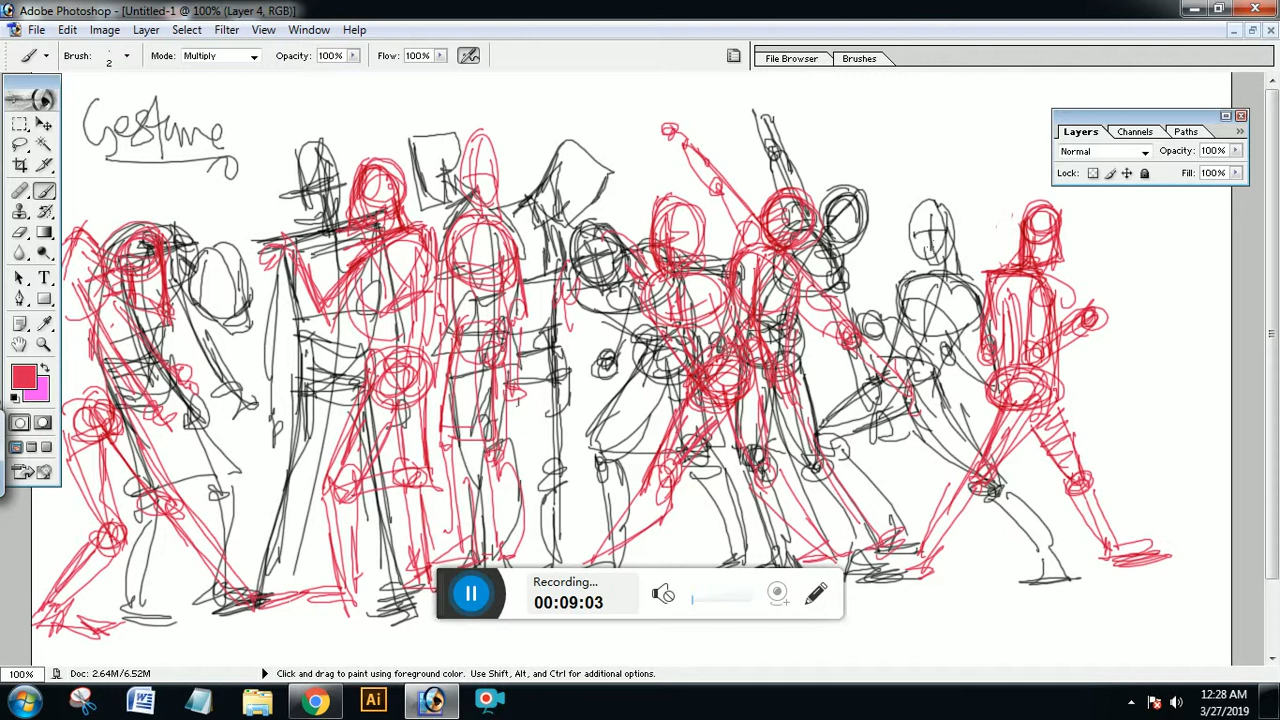 Adobe Photoshop - [Untitled-1 @ 100% (Layer 4, RGB)]
File Edit Image Layer Select Filter View Window Help
Brush: 2 Mode: Multiply Opacity: 100% Flow: 100% File Browser Brushes
Gesture
Layers Channels Paths
Normal Opacity: 100%
Lock: Fill: 100%
T
Recording...
00:09:03
100% Doc: 2.64M/6.52M Click and drag to paint using foreground color. Use Shift, Alt, and Ctrl for additional options.
W Ai
12:28 AM
3/27/2019